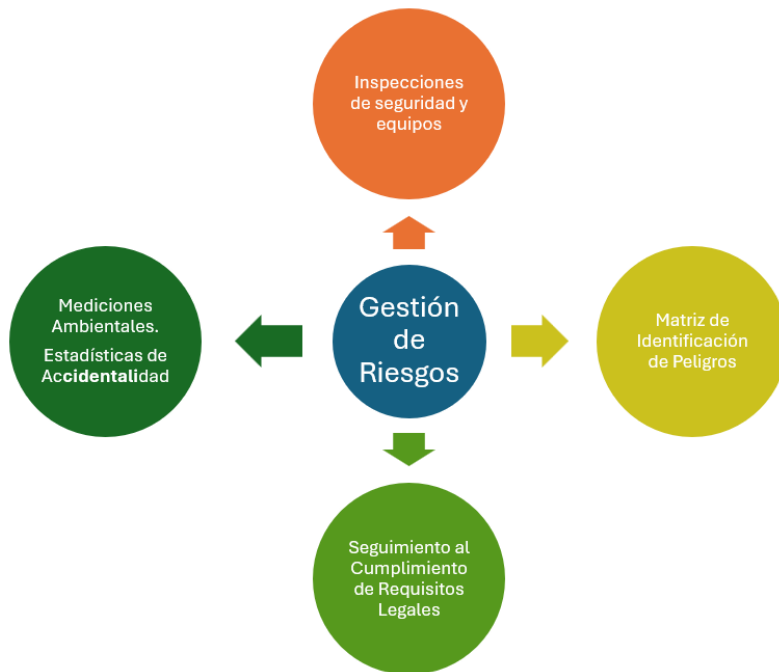 Inspecciones
de seguridad y
equipos
Mediciones
Ambientales.
Estadísticas de
Accidentalidad
Gestión
de
Riesgos
Matriz de
Identificación
de Peligros
Seguimiento al
Cumplimiento
de Requisitos
Legales